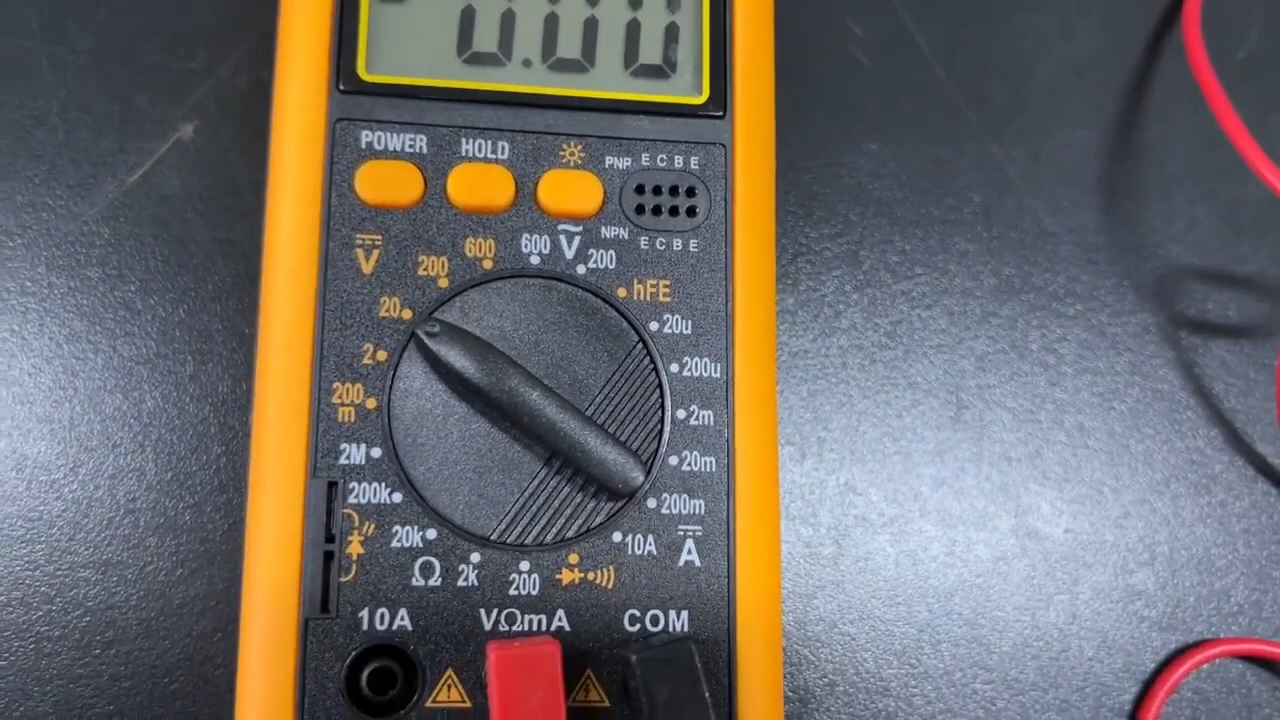 0.00
POWER HOLD PNP E C B E
NPN E C B E
V 200 600 600 V 200
hFE
20 20u
2 200u
200m 2m
2M 20m
200k 200m
20k 10A A
Ω 2k 200
10A VΩmA COM